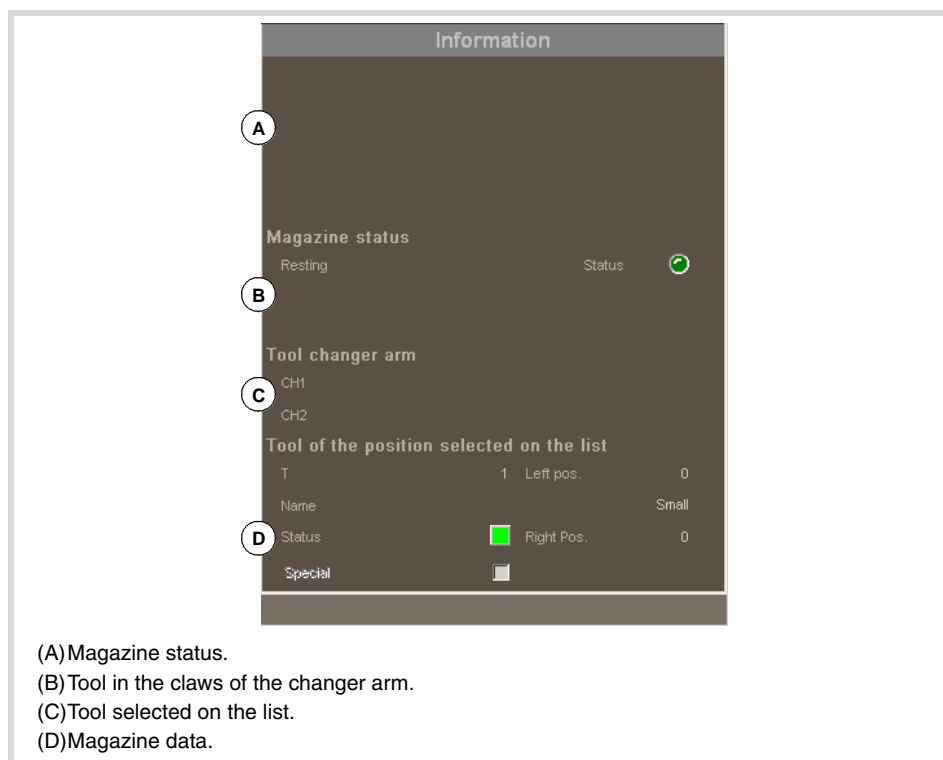 Information
A
Magazine status
Resting Status
B
Tool changer arm
CH1
C
CH2
Tool of the position selected on the list
T 1 Left pos. 0
Name Small
D Status Right Pos. 0
Special
(A)Magazine status.
(B)Tool in the claws of the changer arm.
(C)Tool selected on the list.
(D)Magazine data.